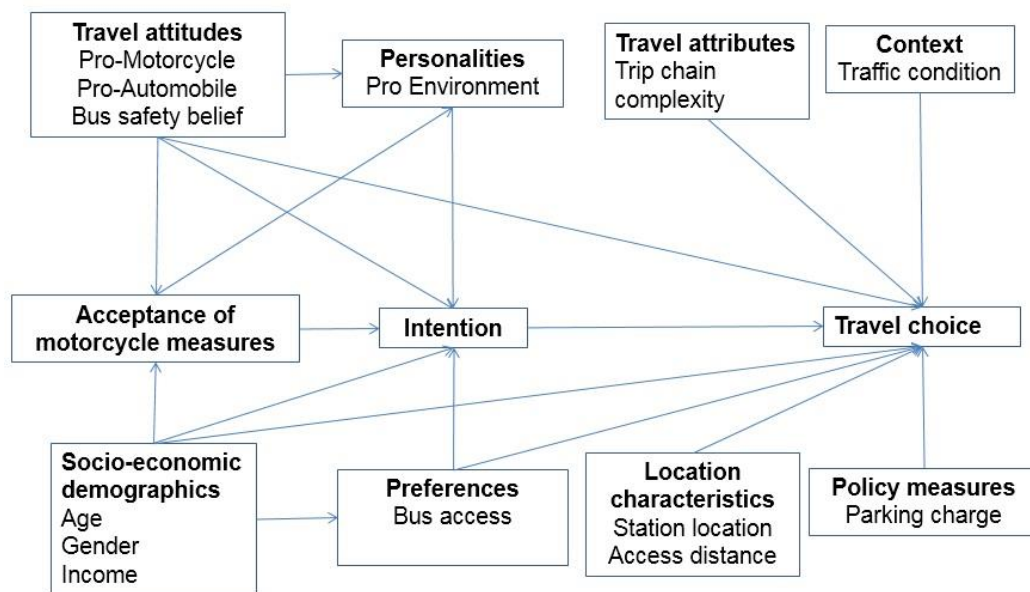 Travel attitudes
Pro-Motorcycle
Pro-Automobile
Bus safety belief
Personalities
Pro Environment
Travel attributes
Trip chain
complexity
Context
Traffic condition
Acceptance of
motorcycle measures
Intention
Travel choice
Socio-economic
demographics
Age
Gender
Income
Preferences
Bus access
Location
characteristics
Station location
Access distance
Policy measures
Parking charge